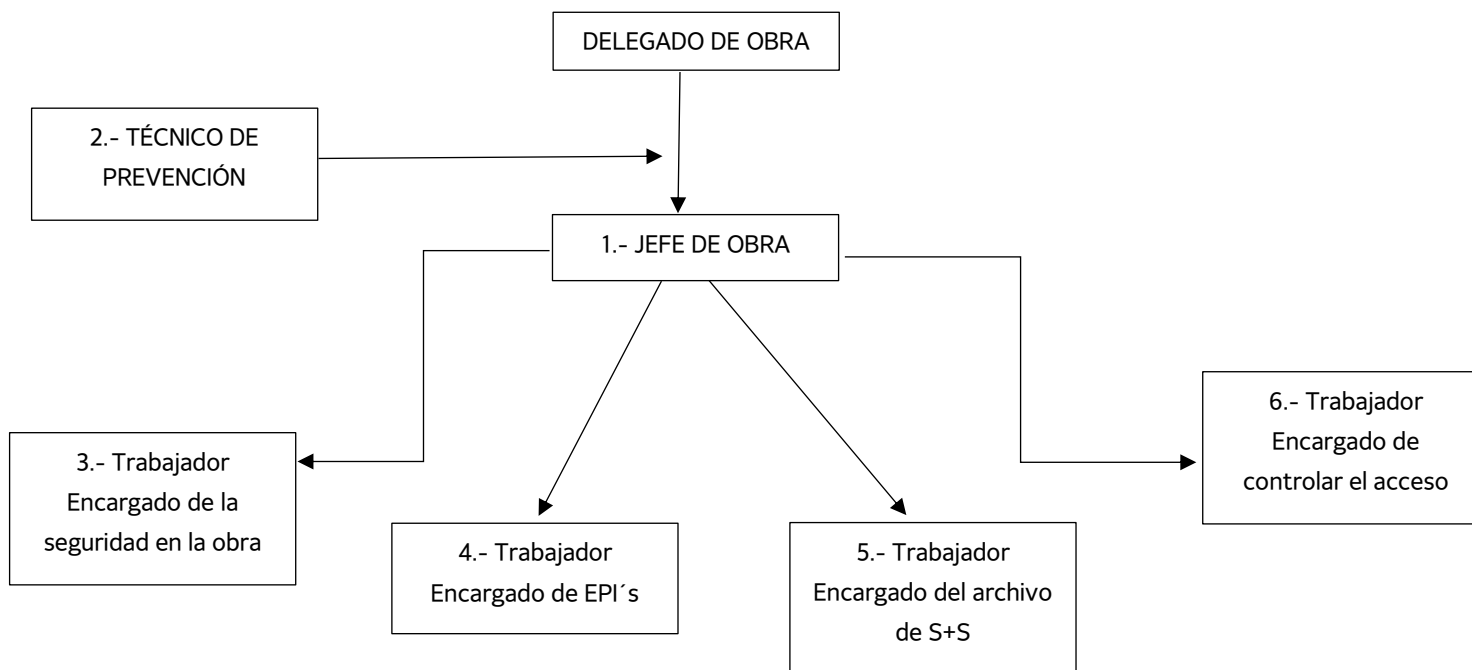 DELEGADO DE OBRA
2.- TÉCNICO DE
PREVENCIÓN
1.- JEFE DE OBRA
3.- Trabajador
Encargado de la
seguridad en la obra
4.- Trabajador
Encargado de EPI´s
5.- Trabajador
Encargado del archivo
de S+S
6.- Trabajador
Encargado de
controlar el acceso